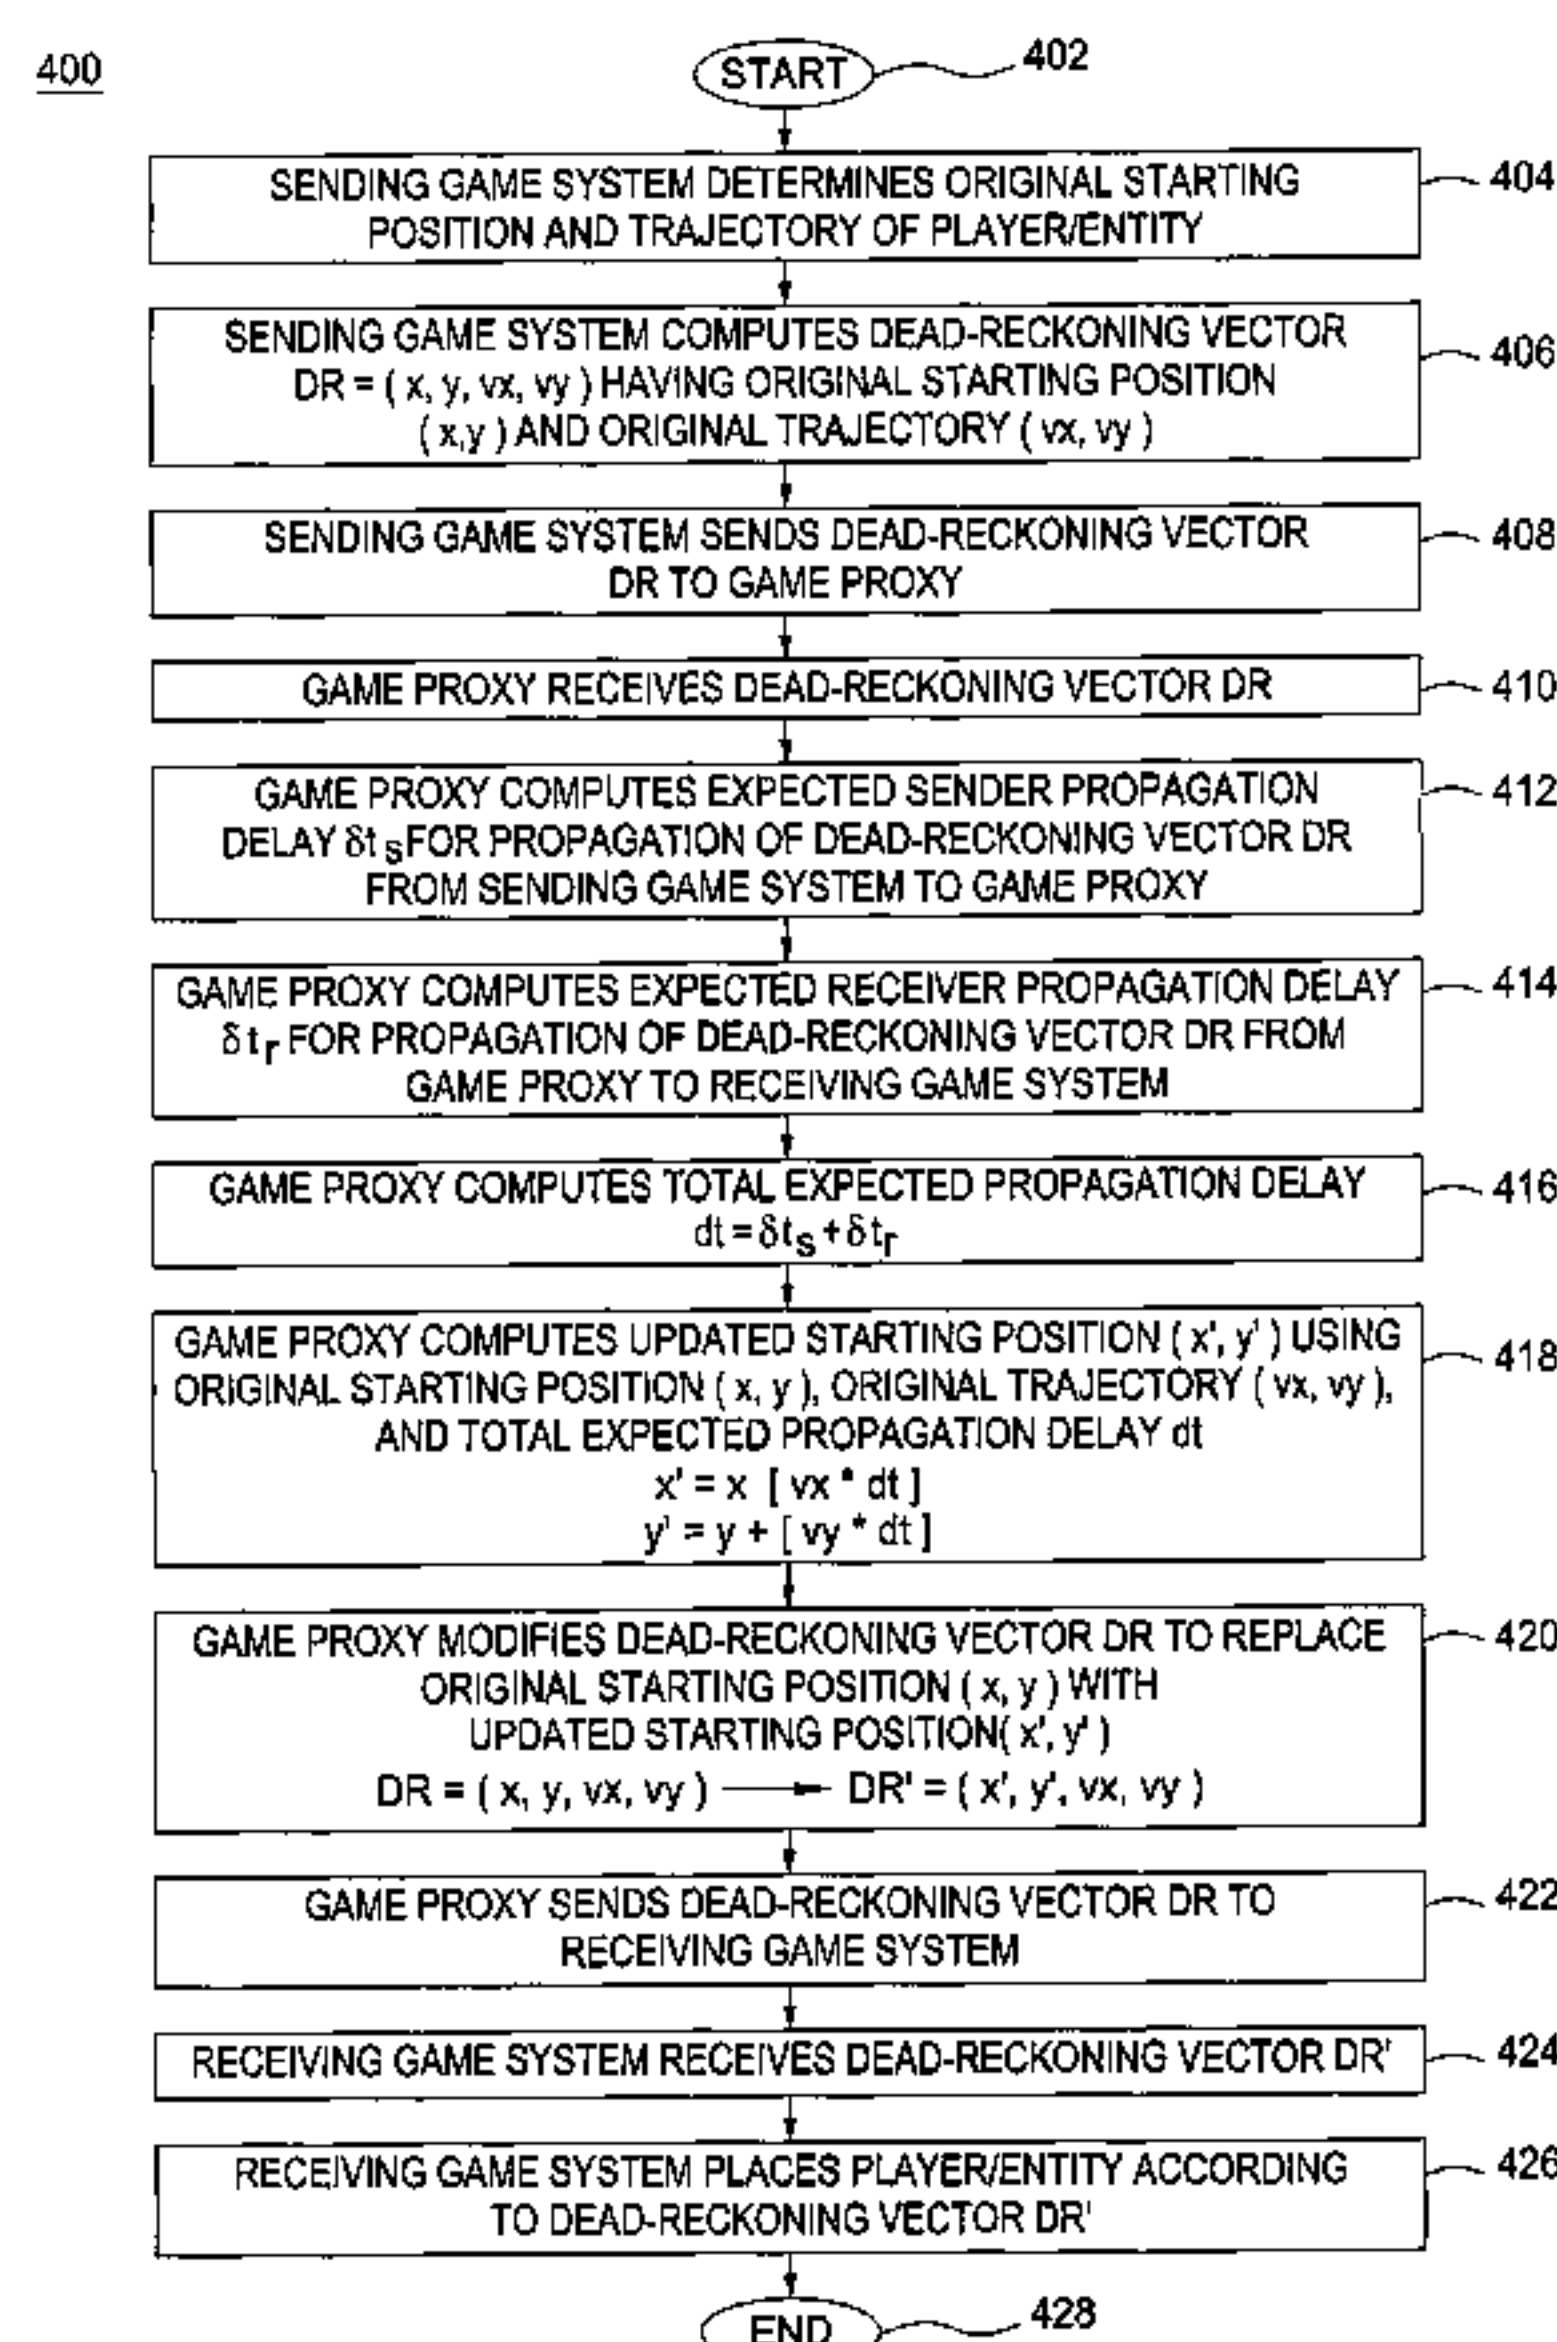 400
START
402
SENDING GAME SYSTEM DETERMINES ORIGINAL STARTING
POSITION AND TRAJECTORY OF PLAYER/ENTITY
404
SENDING GAME SYSTEM COMPUTES DEAD-RECKONING VECTOR
DR = ( x, y, vx, vy ) HAVING ORIGINAL STARTING POSITION
( x,y ) AND ORIGINAL TRAJECTORY ( vx, vy )
406
SENDING GAME SYSTEM SENDS DEAD-RECKONING VECTOR
DR TO GAME PROXY
408
GAME PROXY RECEIVES DEAD-RECKONING VECTOR DR
410
GAME PROXY COMPUTES EXPECTED SENDER PROPAGATION
DELAY δt s FOR PROPAGATION OF DEAD-RECKONING VECTOR DR
FROM SENDING GAME SYSTEM TO GAME PROXY
412
GAME PROXY COMPUTES EXPECTED RECEIVER PROPAGATION DELAY
δtr FOR PROPAGATION OF DEAD-RECKONING VECTOR DR FROM
GAME PROXY TO RECEIVING GAME SYSTEM
414
GAME PROXY COMPUTES TOTAL EXPECTED PROPAGATION DELAY
dt = δts + δtr
416
GAME PROXY COMPUTES UPDATED STARTING POSITION ( x', y' ) USING
ORIGINAL STARTING POSITION ( x, y ), ORIGINAL TRAJECTORY ( vx, vy ),
AND TOTAL EXPECTED PROPAGATION DELAY dt
x' = x [ vx * dt ]
y' = y + [ vy * dt ]
418
GAME PROXY MODIFIES DEAD-RECKONING VECTOR DR TO REPLACE
ORIGINAL STARTING POSITION ( x, y ) WITH
UPDATED STARTING POSITION( x', y' )
DR = ( x, y, vx, vy ) → DR' = ( x', y', vx, vy )
420
GAME PROXY SENDS DEAD-RECKONING VECTOR DR TO
RECEIVING GAME SYSTEM
422
RECEIVING GAME SYSTEM RECEIVES DEAD-RECKONING VECTOR DR'
424
RECEIVING GAME SYSTEM PLACES PLAYER/ENTITY ACCORDING
TO DEAD-RECKONING VECTOR DR'
426
END
428